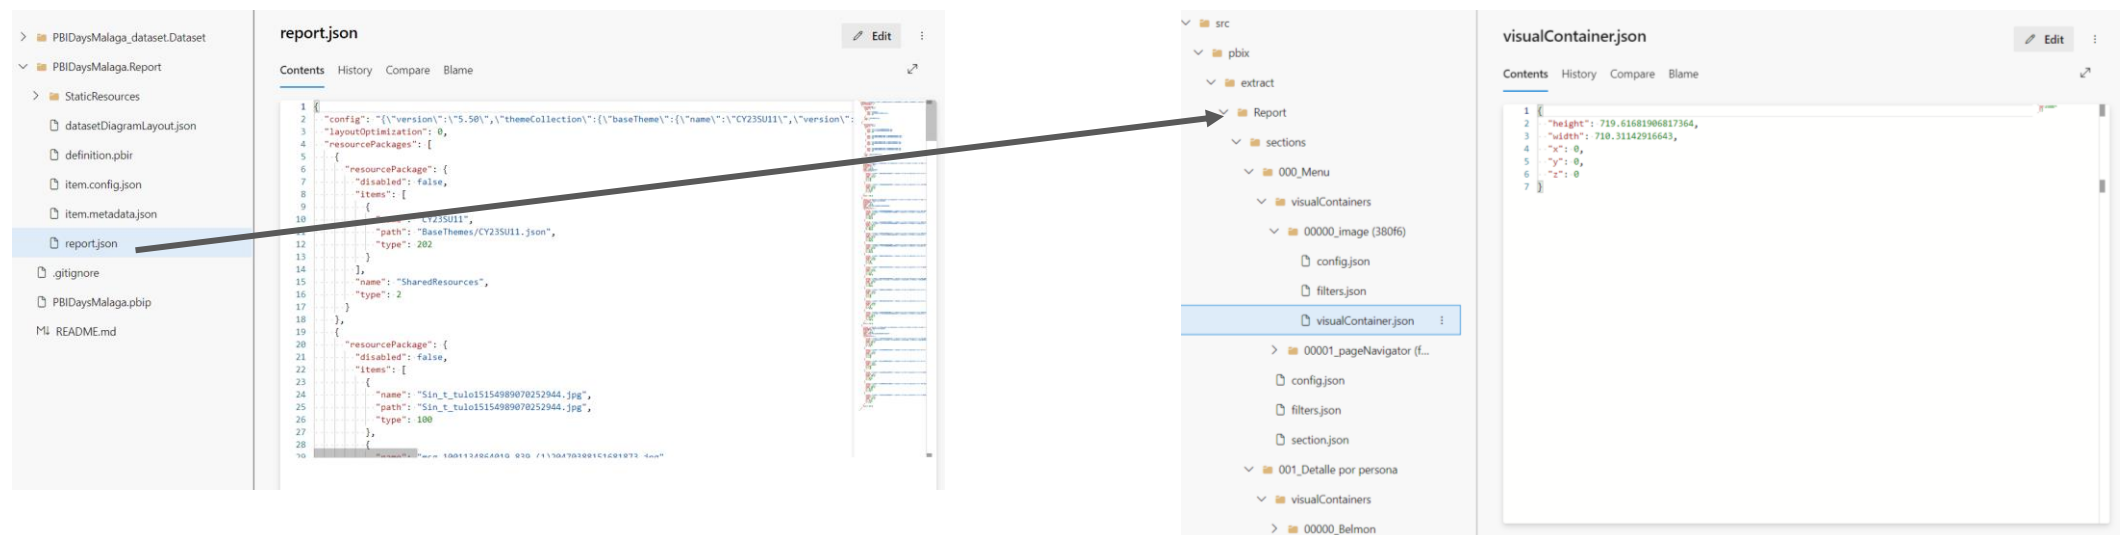 PBIDaysMalaga_dataset.Dataset
PBIDaysMalaga.Report
StaticResources
datasetDiagramLayout.json
definition.pbir
item.config.json
item.metadata.json
report.json
.gitignore
PBIDaysMalaga.pbip
M↓ README.md
report.json
Edit
Contents History Compare Blame
1 {
2 "config": "{\"version\":\"5.50\",\"themeCollection\":{\"baseTheme\":{\"name\":\"CY23SU11\",\"version\":
3 "layoutOptimization": 0,
4 "resourcePackages": [
5 {
6 "resourcePackage": {
7 "disabled": false,
8 "items": [
9 {
10 "CY23SU11",
"path": "BaseThemes/CY23SU11.json",
12 "type": 202
13 }
14 ],
15 "name": "SharedResources",
16 "type": 2
17 }
18 },
19 {
20 "resourcePackage": {
21 "disabled": false,
22 "items": [
23 {
24 "name": "Sin_t_tulo15154989070252944.jpg",
25 "path": "Sin_t_tulo15154989070252944.jpg",
26 "type": 100
27 },
28 {
29
src
pbix
extract
Report
sections
000_Menu
visualContainers
00000_image (380f6)
config.json
filters.json
visualContainer.json
00001_pageNavigator (f...
config.json
filters.json
section.json
001_Detalle por persona
visualContainers
00000_Belmon
visualContainer.json
Edit
Contents History Compare Blame
1 {
2 "height": 719.61681906817364,
3 "width": 710.31142916643,
4 "x": 0,
5 "y": 0,
6 "z": 0
7 }